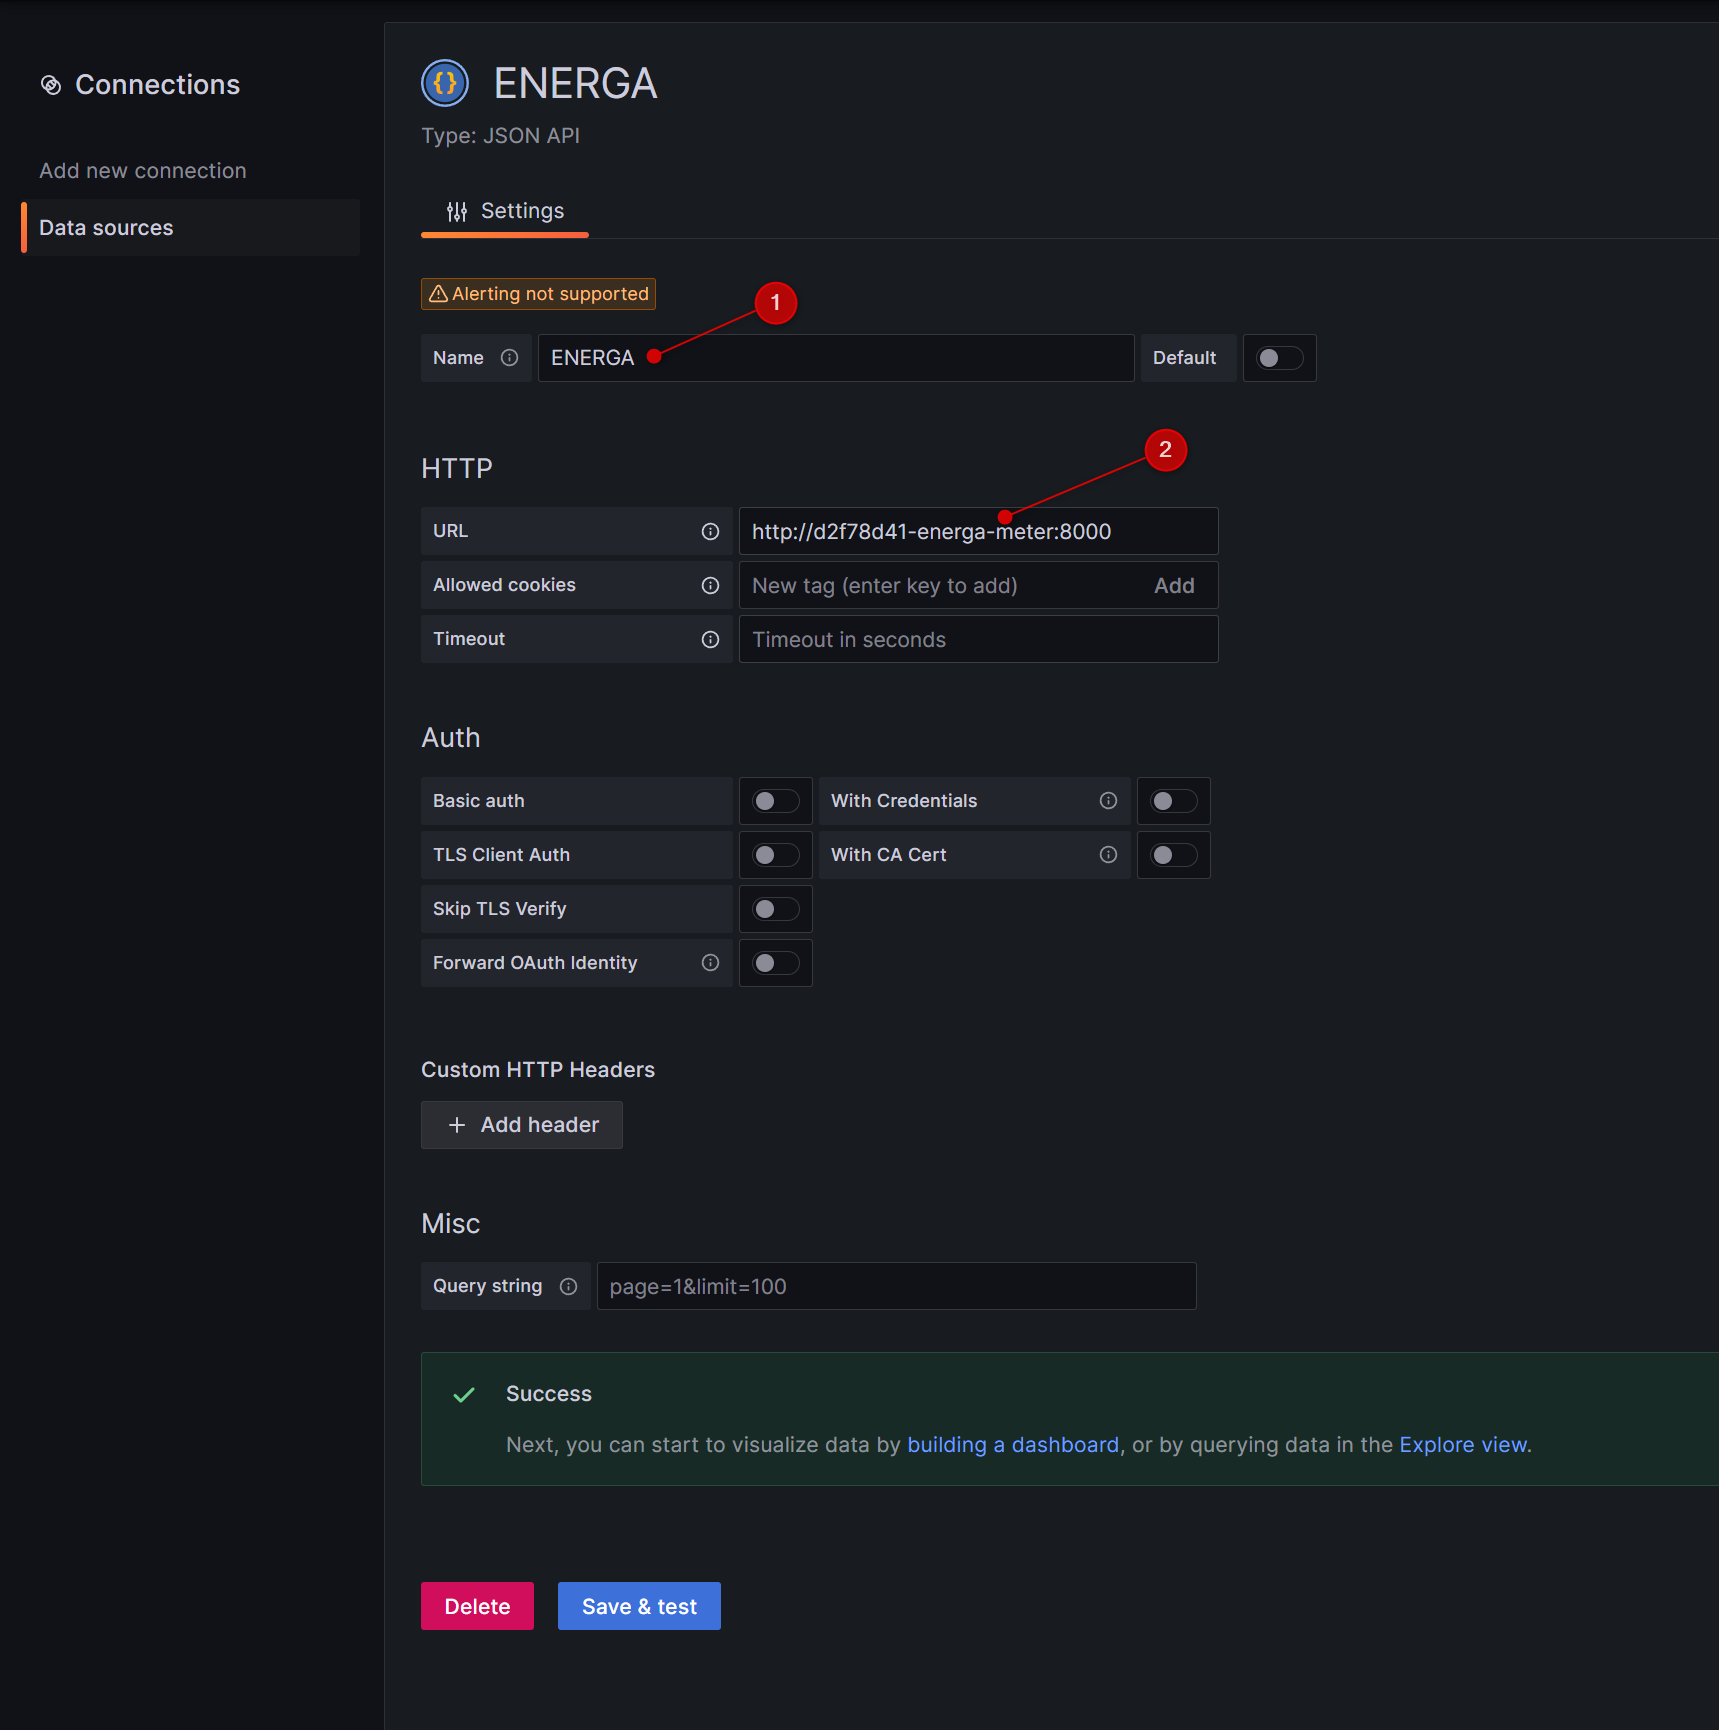 Connections
Add new connection
Data sources
ENERGA
Type: JSON API
Settings
Alerting not supported
1
Name ENERGA Default
2
HTTP
URL http://d2f78d41-energa-meter:8000
Allowed cookies New tag (enter key to add) Add
Timeout Timeout in seconds
Auth
Basic auth With Credentials
TLS Client Auth With CA Cert
Skip TLS Verify
Forward OAuth Identity
Custom HTTP Headers
+ Add header
Misc
Query string page=1&limit=100
Success
Next, you can start to visualize data by building a dashboard, or by querying data in the Explore view.
Delete Save & test